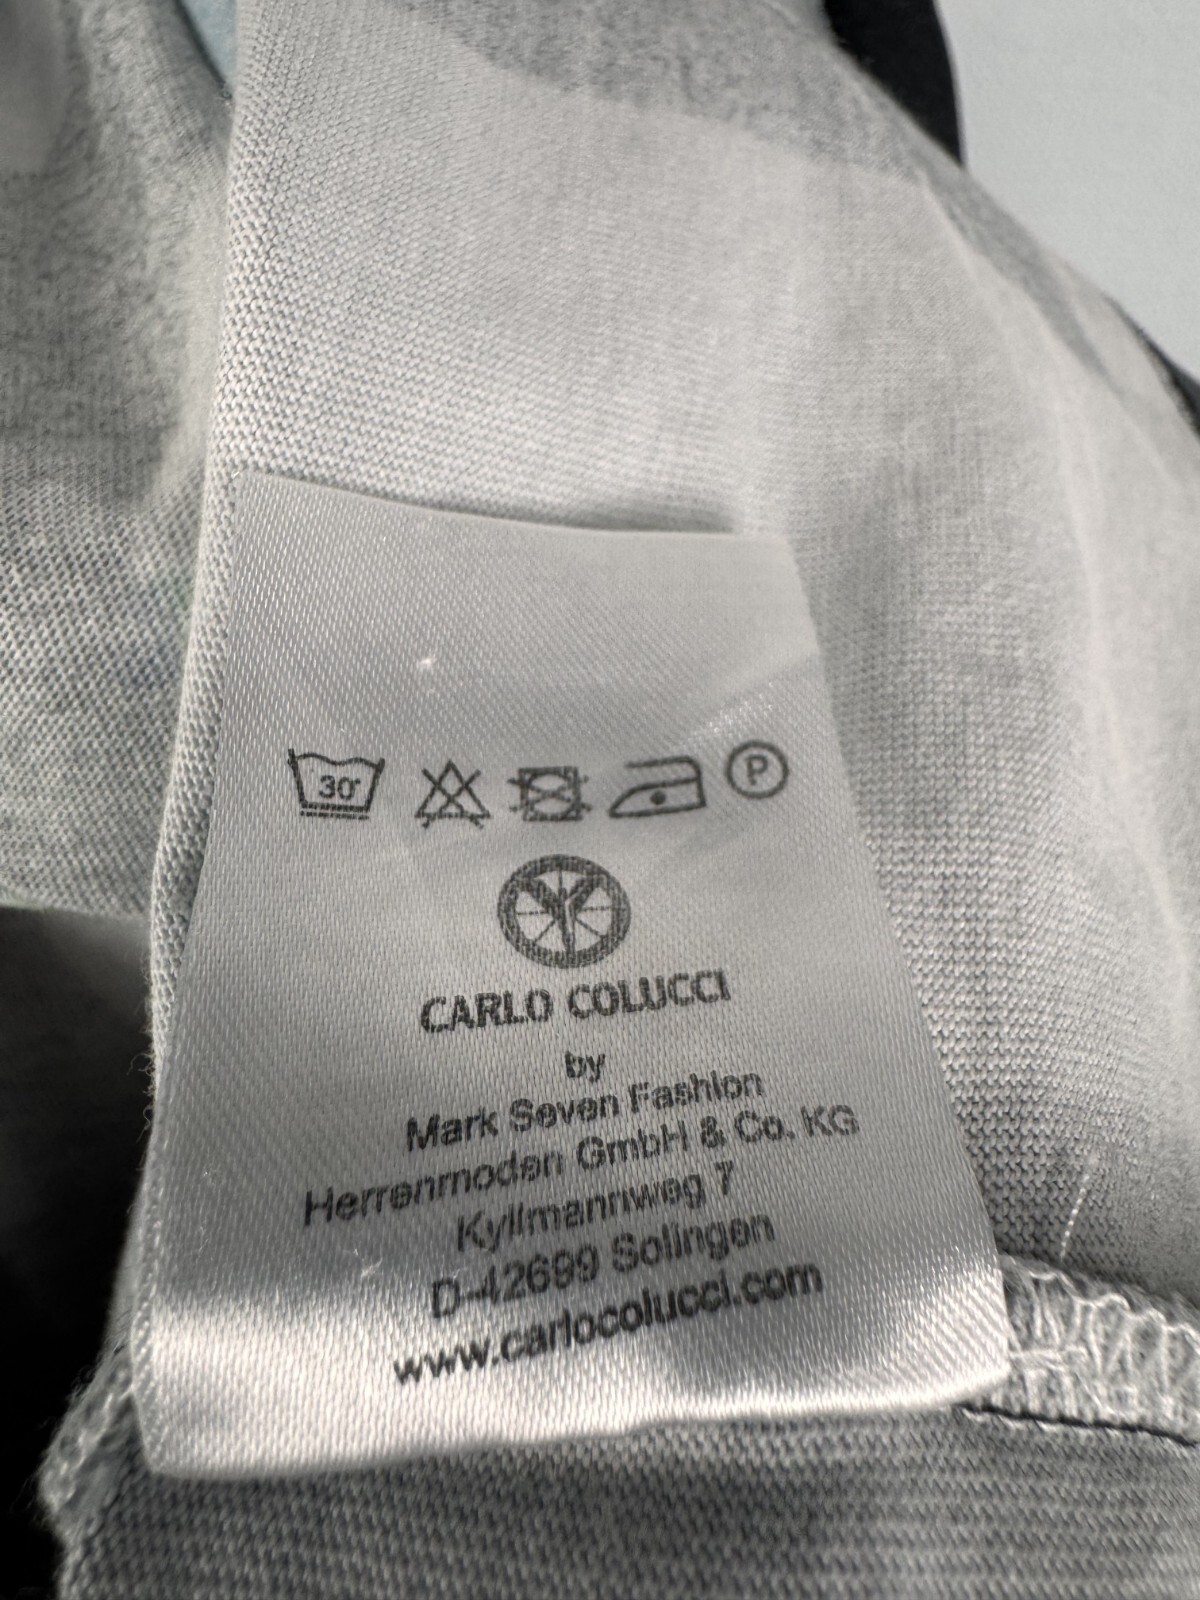 30°
P
CARLO COLUCCI
by
Mark Seven Fashion
Herrenmoden GmbH & Co. KG
Kyllmannweg 7
D-42699 Solingen
www.carlocolucci.com